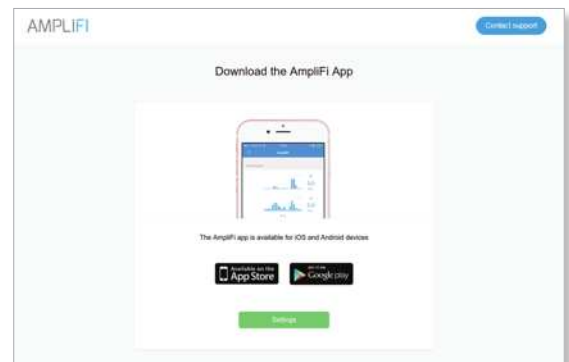 AMPLIFI
Contact support
Download the AmpliFi App
AmpliFi
The AmpliFi app is available for iOS and Android devices
Available on the
App Store
Google play
Settings